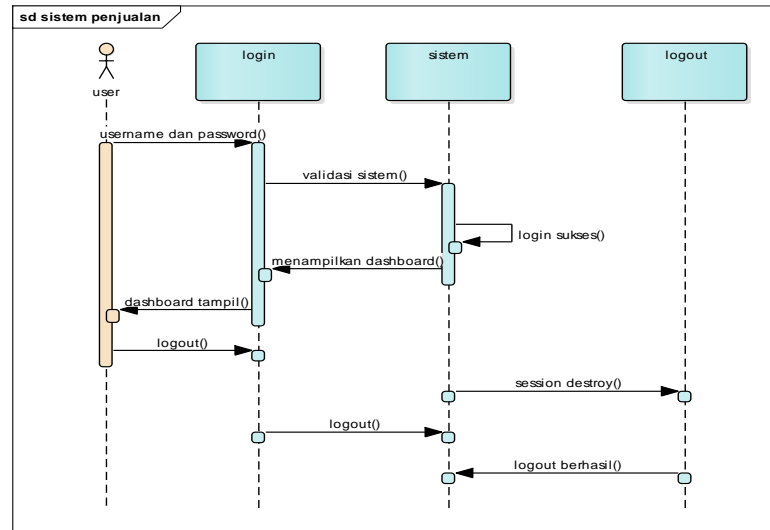 sd sistem penjualan
login
sistem
logout
user
username dan password()
validasi sistem()
login sukses()
menampilkan dashboard()
dashboard tampil()
logout()
session destroy()
logout()
logout berhasil()